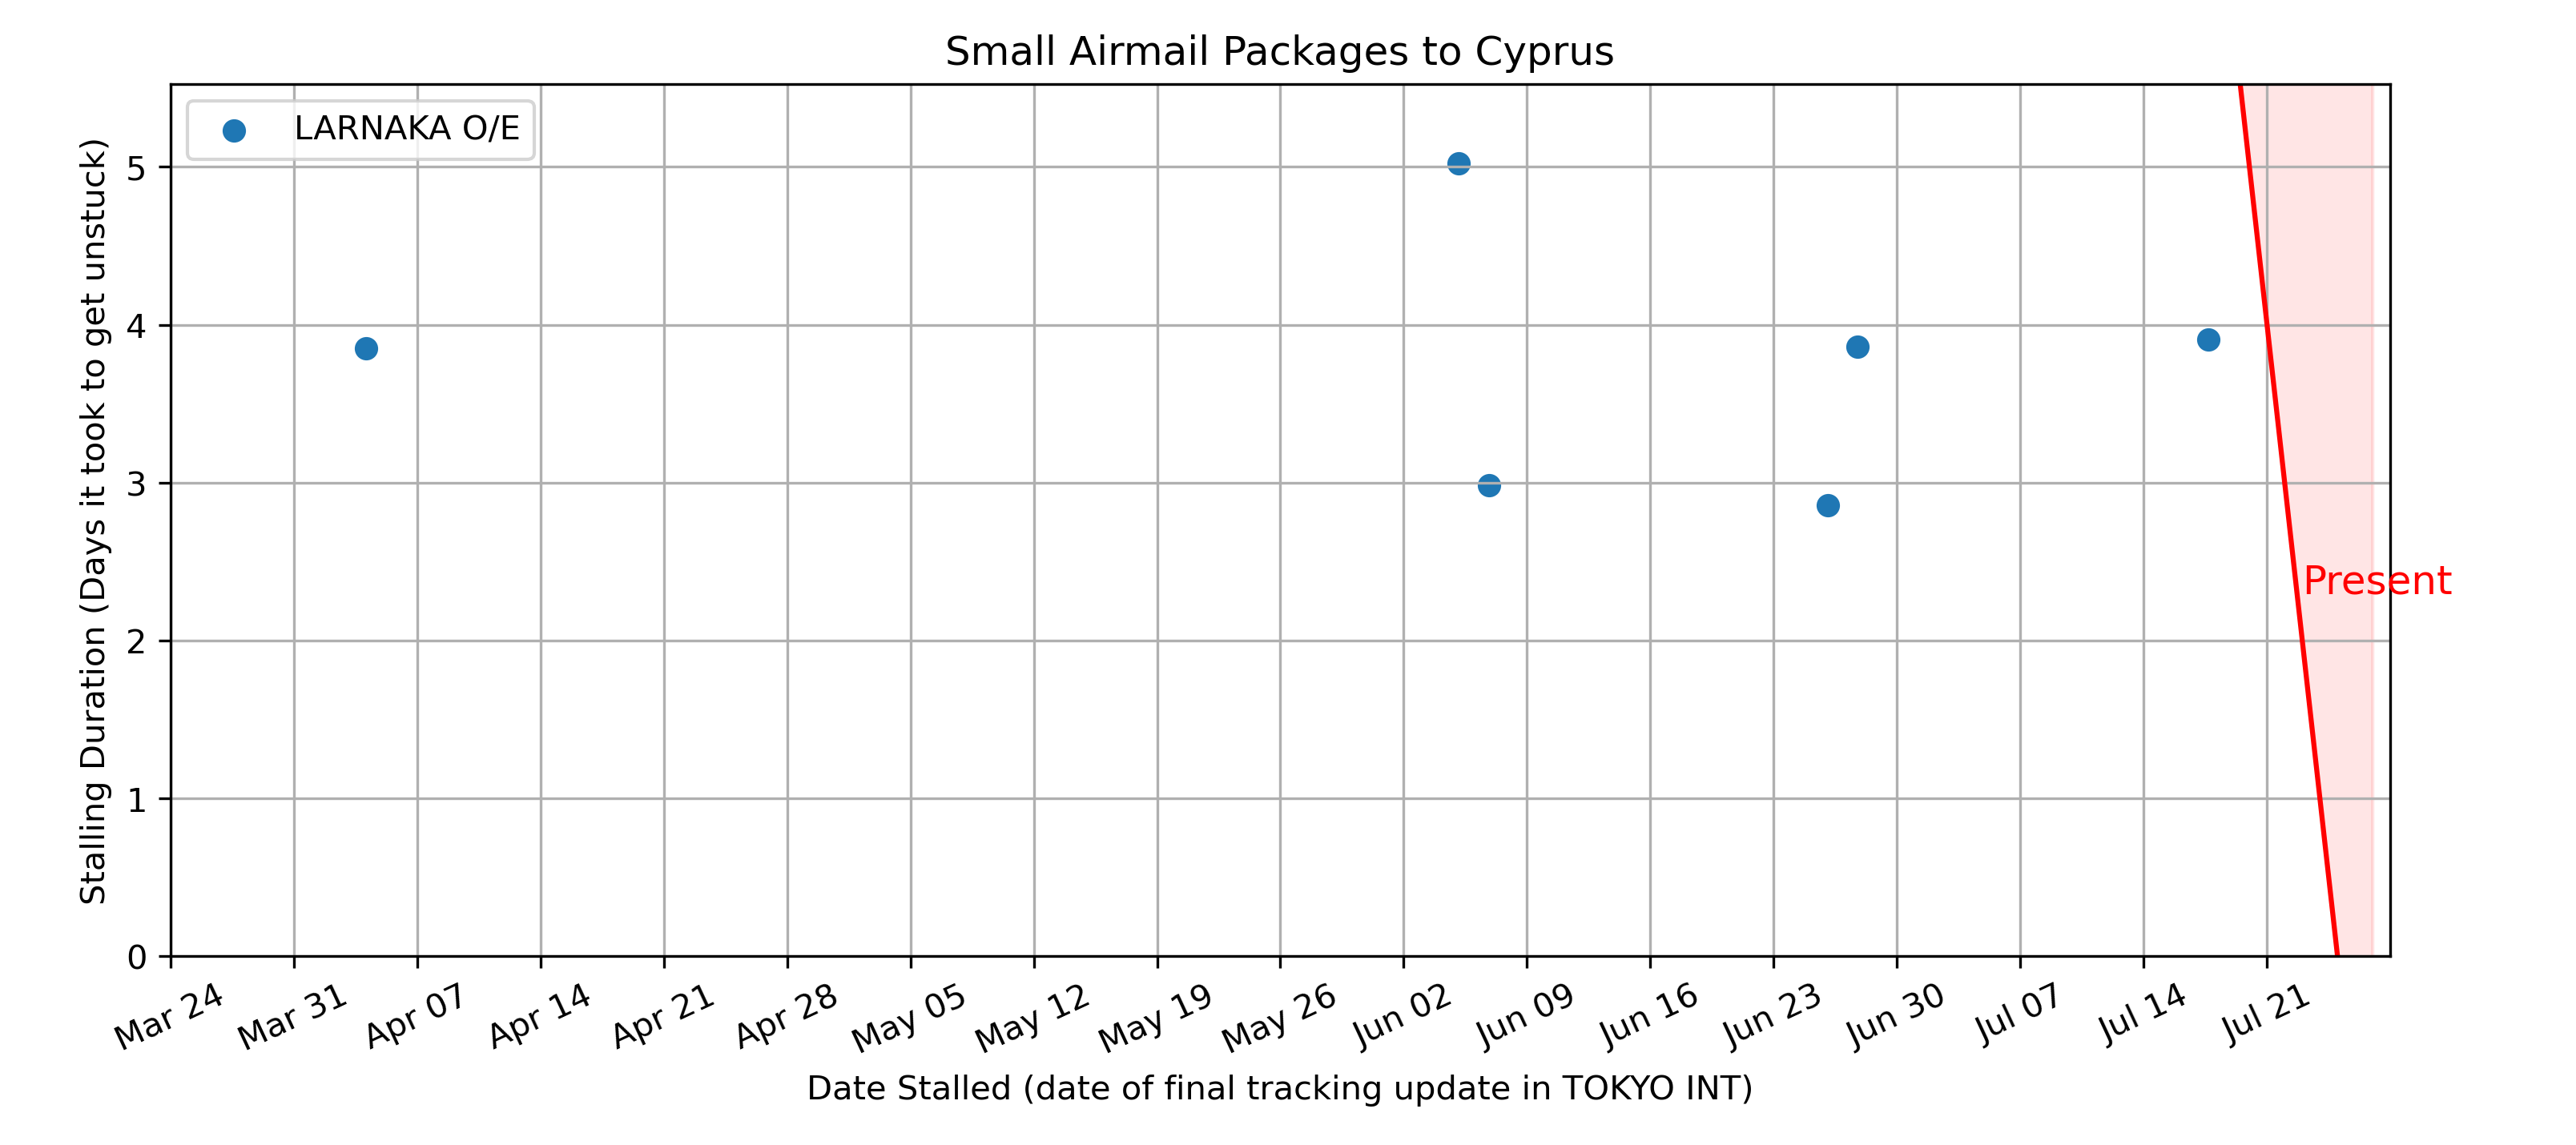 Small Airmail Packages to Cyprus
LARNAKA O/E
Stalling Duration (Days it took to get unstuck)
5
4
3
2
1
0
Present
Mar 24
Mar 31
Apr 07
Apr 14
Apr 21
Apr 28
May 05
May 12
May 19
May 26
Jun 02
Jun 09
Jun 16
Jun 23
Jun 30
Jul 07
Jul 14
Jul 21
Date Stalled (date of final tracking update in TOKYO INT)